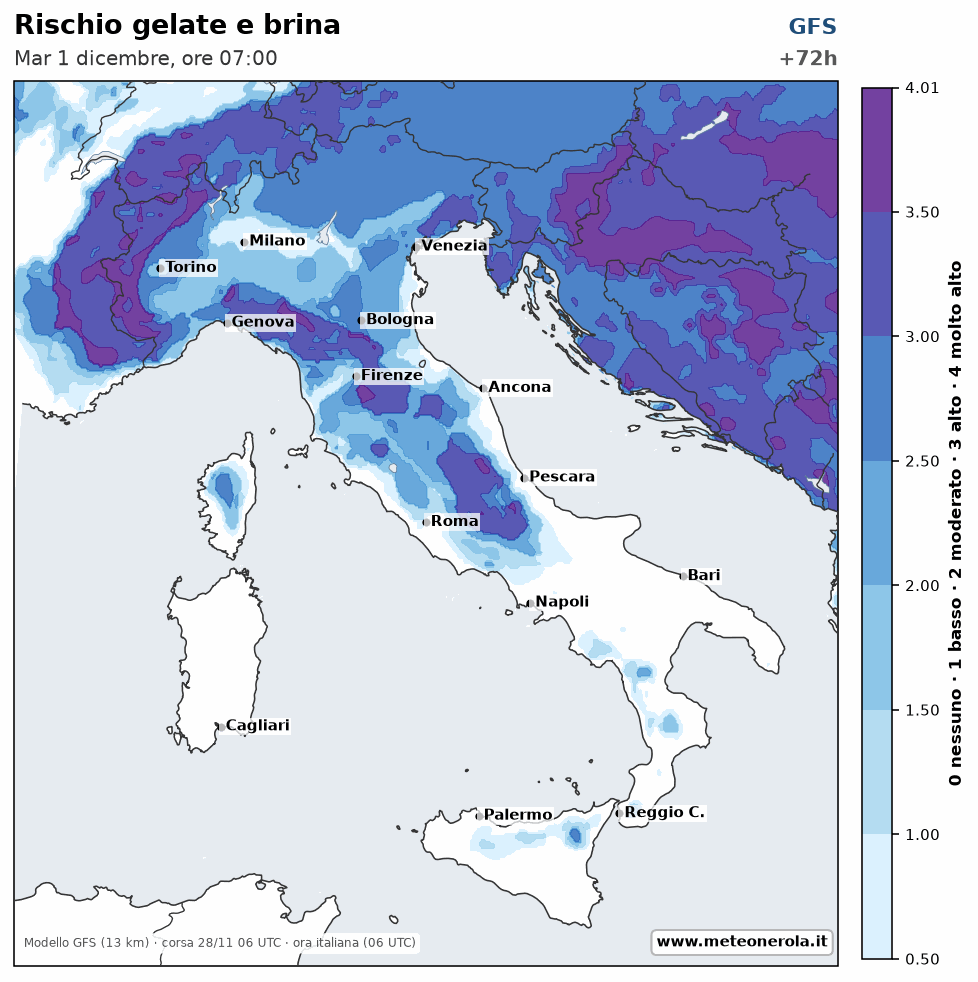 Rischio gelate e brina
GFS
Mar 1 dicembre, ore 07:00
+72h
4.01
3.50
3.00
2.50
2.00
1.50
1.00
0.50
0 nessuno · 1 basso · 2 moderato · 3 alto · 4 molto alto
Milano
Venezia
Torino
Genova
Bologna
Firenze
Ancona
Pescara
Roma
Bari
Napoli
Cagliari
Palermo
Reggio C.
Modello GFS (13 km) · corsa 28/11 06 UTC · ora italiana (06 UTC)
www.meteonerola.it